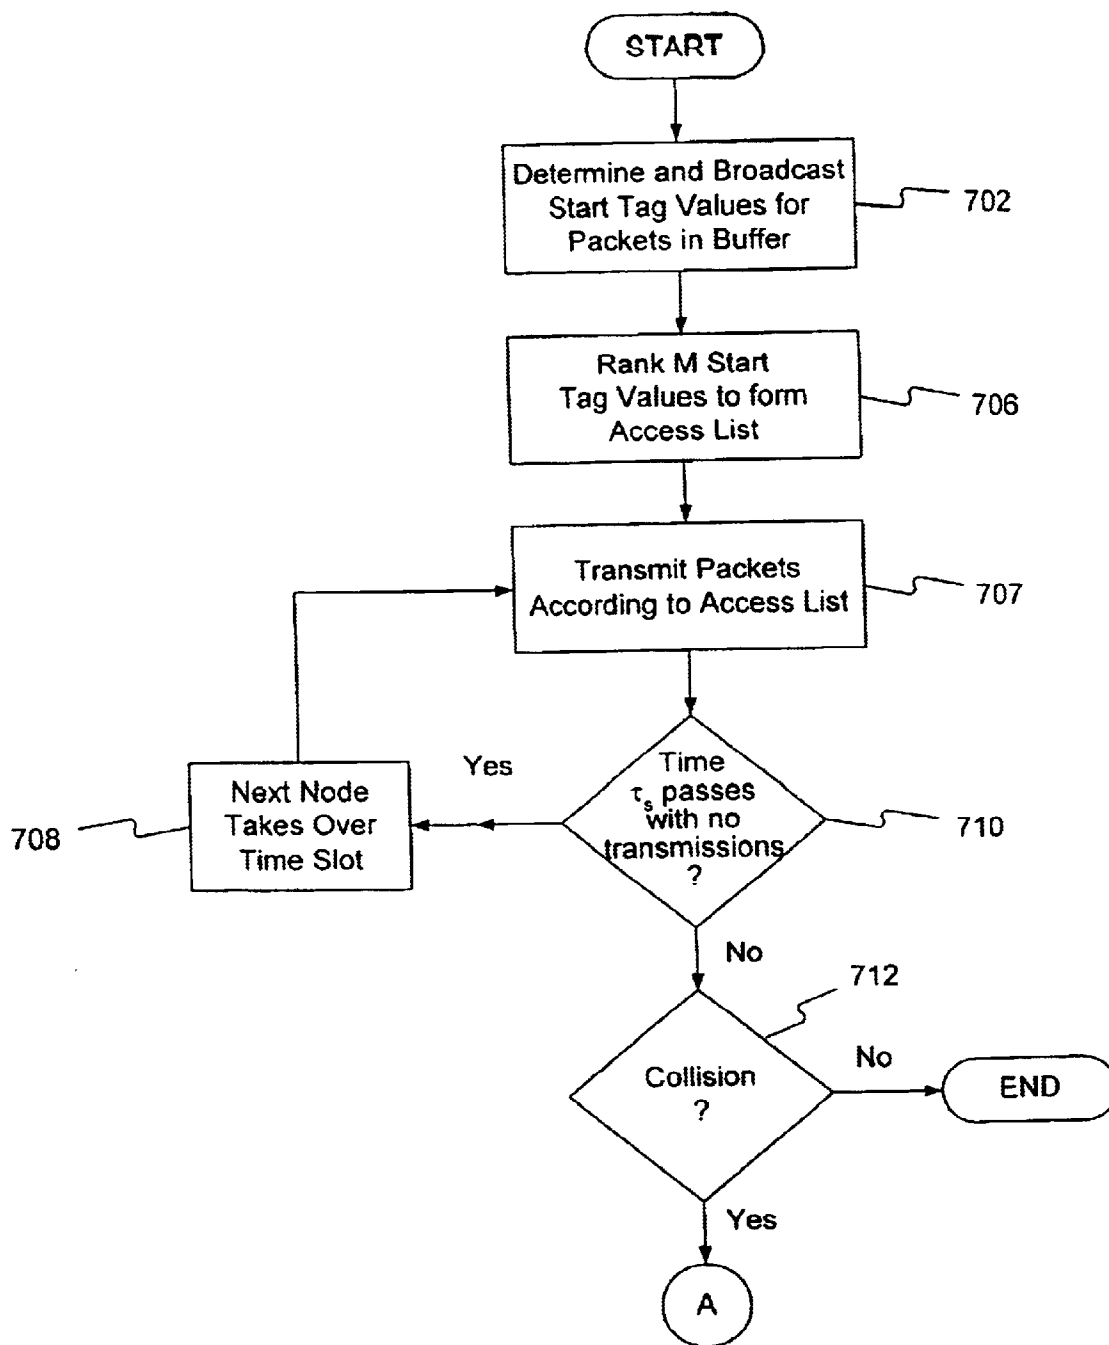 START
Determine and Broadcast
Start Tag Values for
Packets in Buffer
702
Rank M Start
Tag Values to form
Access List
706
Transmit Packets
According to Access List
707
Time
τs passes
with no
transmissions
?
710
Yes
Next Node
Takes Over
Time Slot
708
No
712
Collision
?
No
END
Yes
A